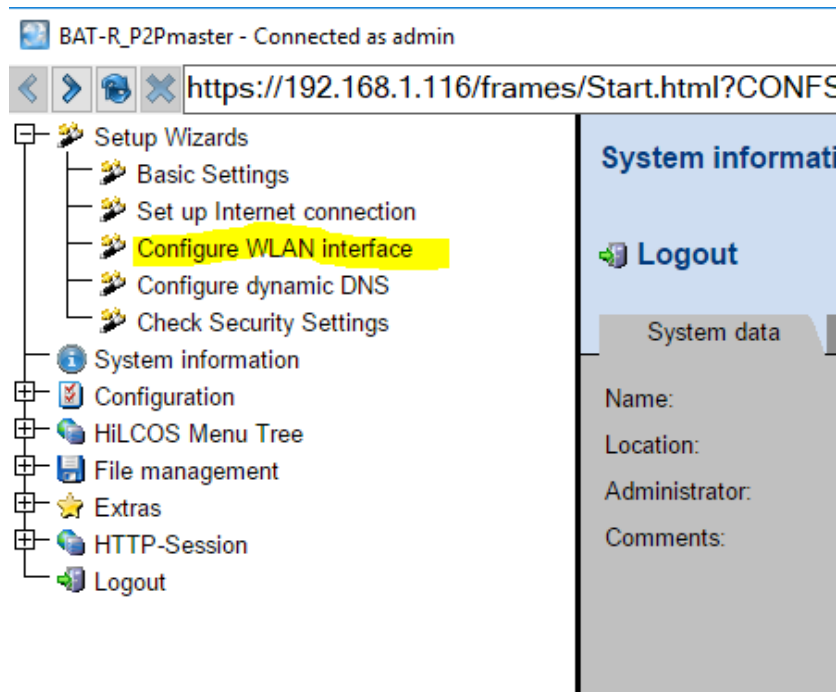 BAT-R_P2Pmaster - Connected as admin
https://192.168.1.116/frames/Start.html?CONFS
Setup Wizards
Basic Settings
Set up Internet connection
Configure WLAN interface
Configure dynamic DNS
Check Security Settings
System information
Configuration
HiLCOS Menu Tree
File management
Extras
HTTP-Session
Logout
System informati
Logout
System data
Name:
Location:
Administrator:
Comments: